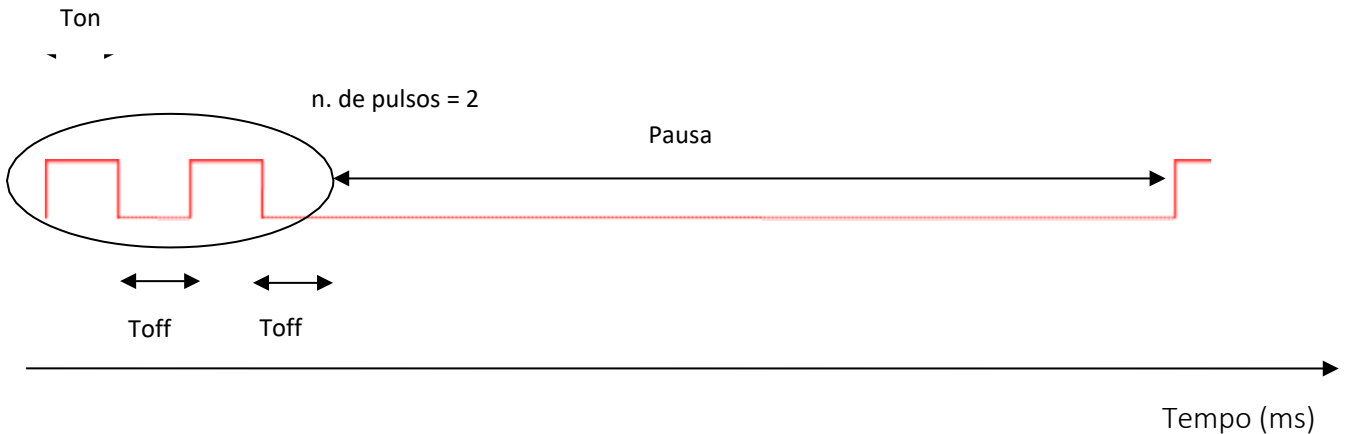 Ton
n. de pulsos = 2
Pausa
Toff
Toff
Tempo (ms)